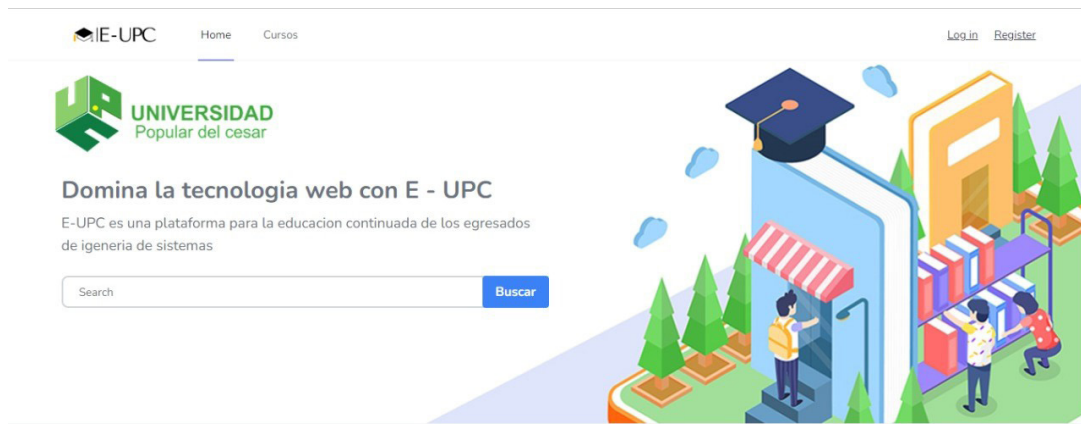 E-UPC Home Cursos Log in Register
UPC
UNIVERSIDAD
Popular del cesar
Domina la tecnologia web con E - UPC
E-UPC es una plataforma para la educacion continuada de los egresados
de igeneria de sistemas
Search Buscar